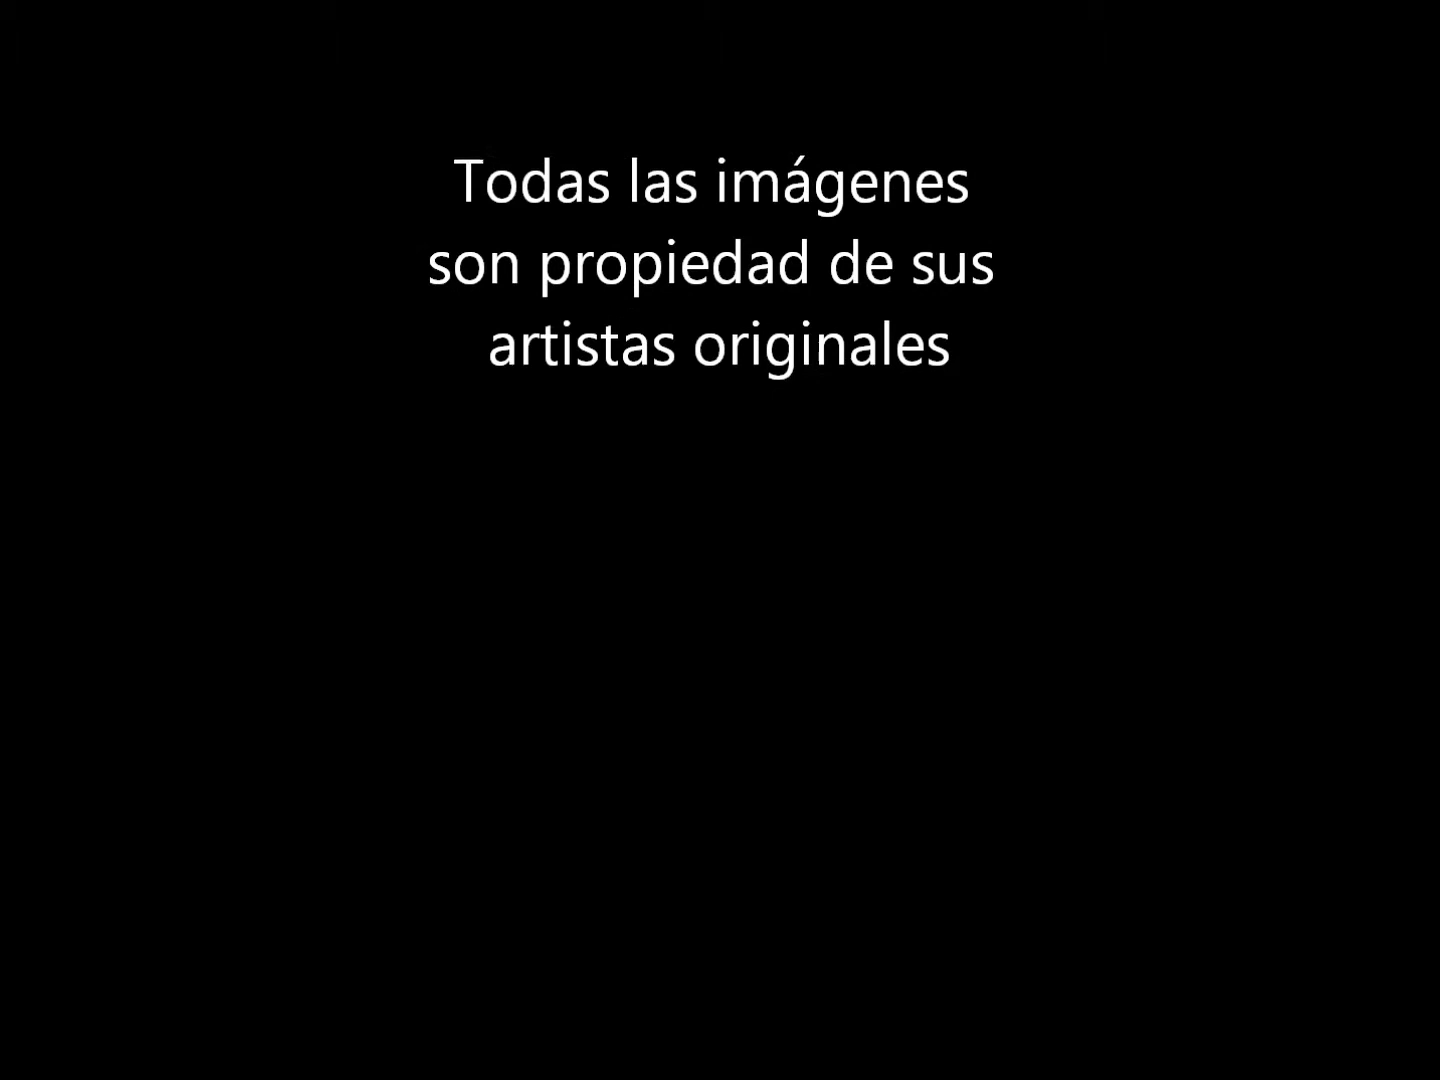 Todas las imágenes
son propiedad de sus
artistas originales